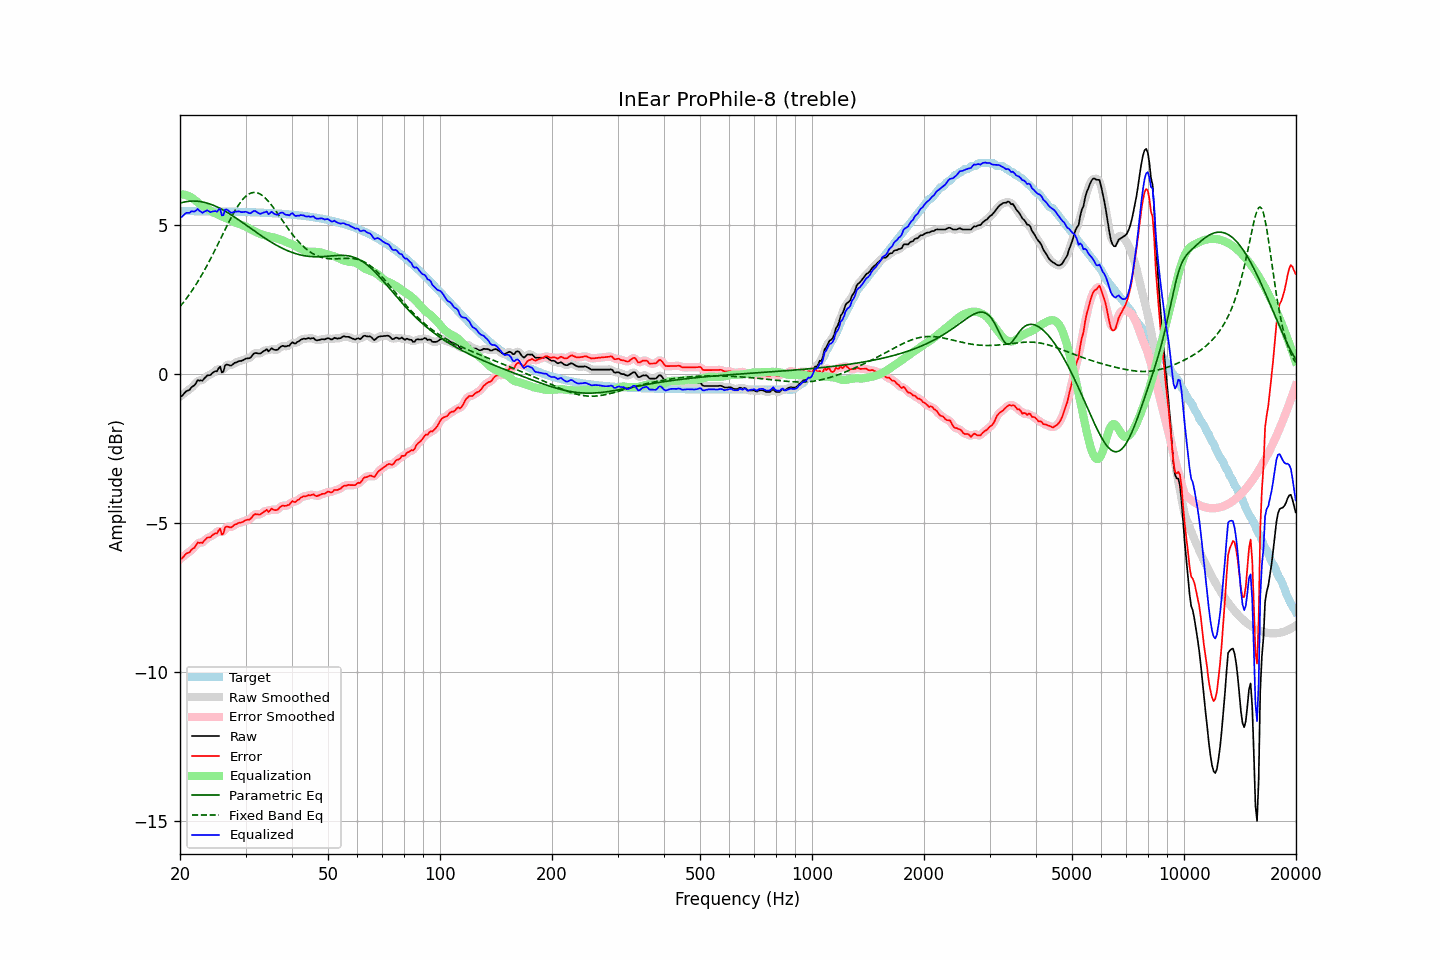 InEar ProPhile-8 (treble)
Amplitude (dBr)
5
0
−5
−10
−15
Target
Raw Smoothed
Error Smoothed
Raw
Error
Equalization
Parametric Eq
Fixed Band Eq
Equalized
20 50 100 200 500 1000 2000 5000 10000 20000
Frequency (Hz)